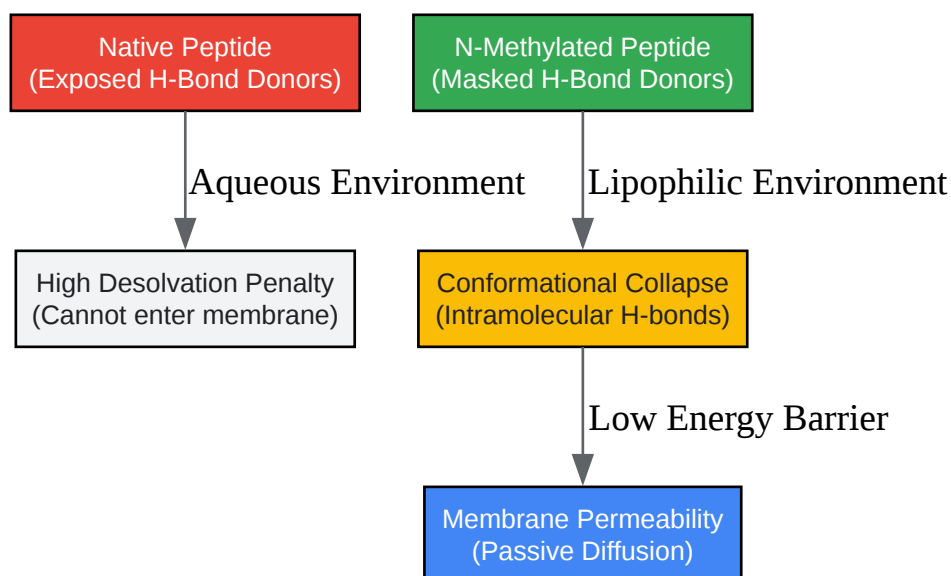 Native Peptide
(Exposed H-Bond Donors)
N-Methylated Peptide
(Masked H-Bond Donors)
Aqueous Environment
Lipophilic Environment
High Desolvation Penalty
(Cannot enter membrane)
Conformational Collapse
(Intramolecular H-bonds)
Low Energy Barrier
Membrane Permeability
(Passive Diffusion)